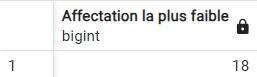 Affectation la plus faible
bigint
1 18